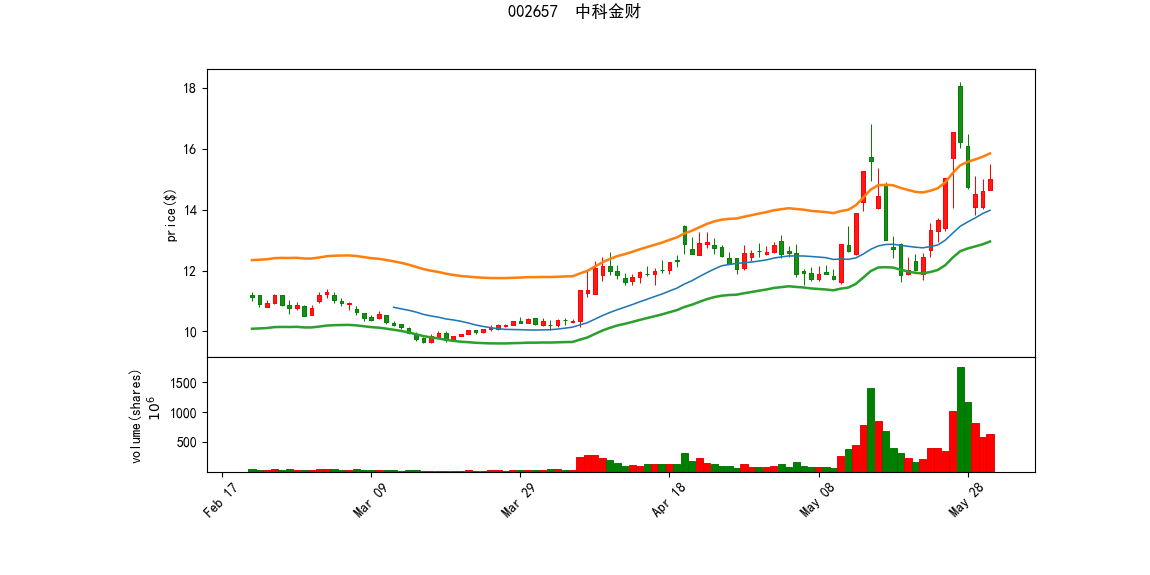 002657  中科金财
price($)
18
16
14
12
10
volume(shares)
10^6
1500
1000
500
Feb 17
Mar 09
Mar 29
Apr 18
May 08
May 28